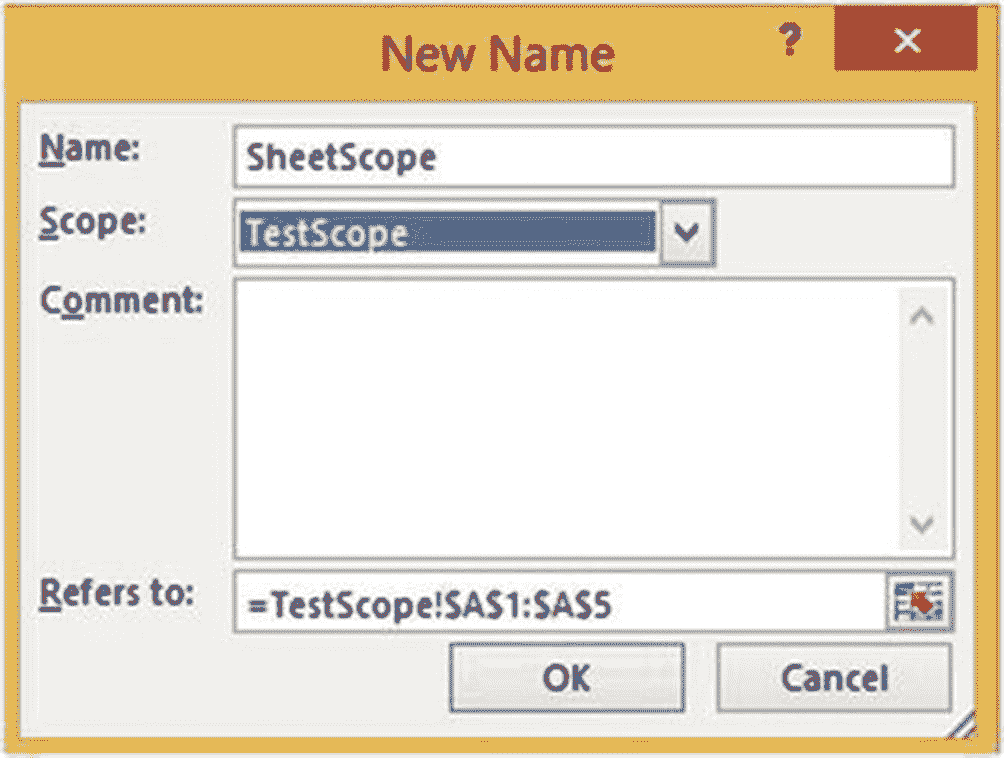 New Name ?
Name: SheetScope
Scope: TestScope
Comment:
Refers to: =TestScope!$A$1:$A$5
OK Cancel